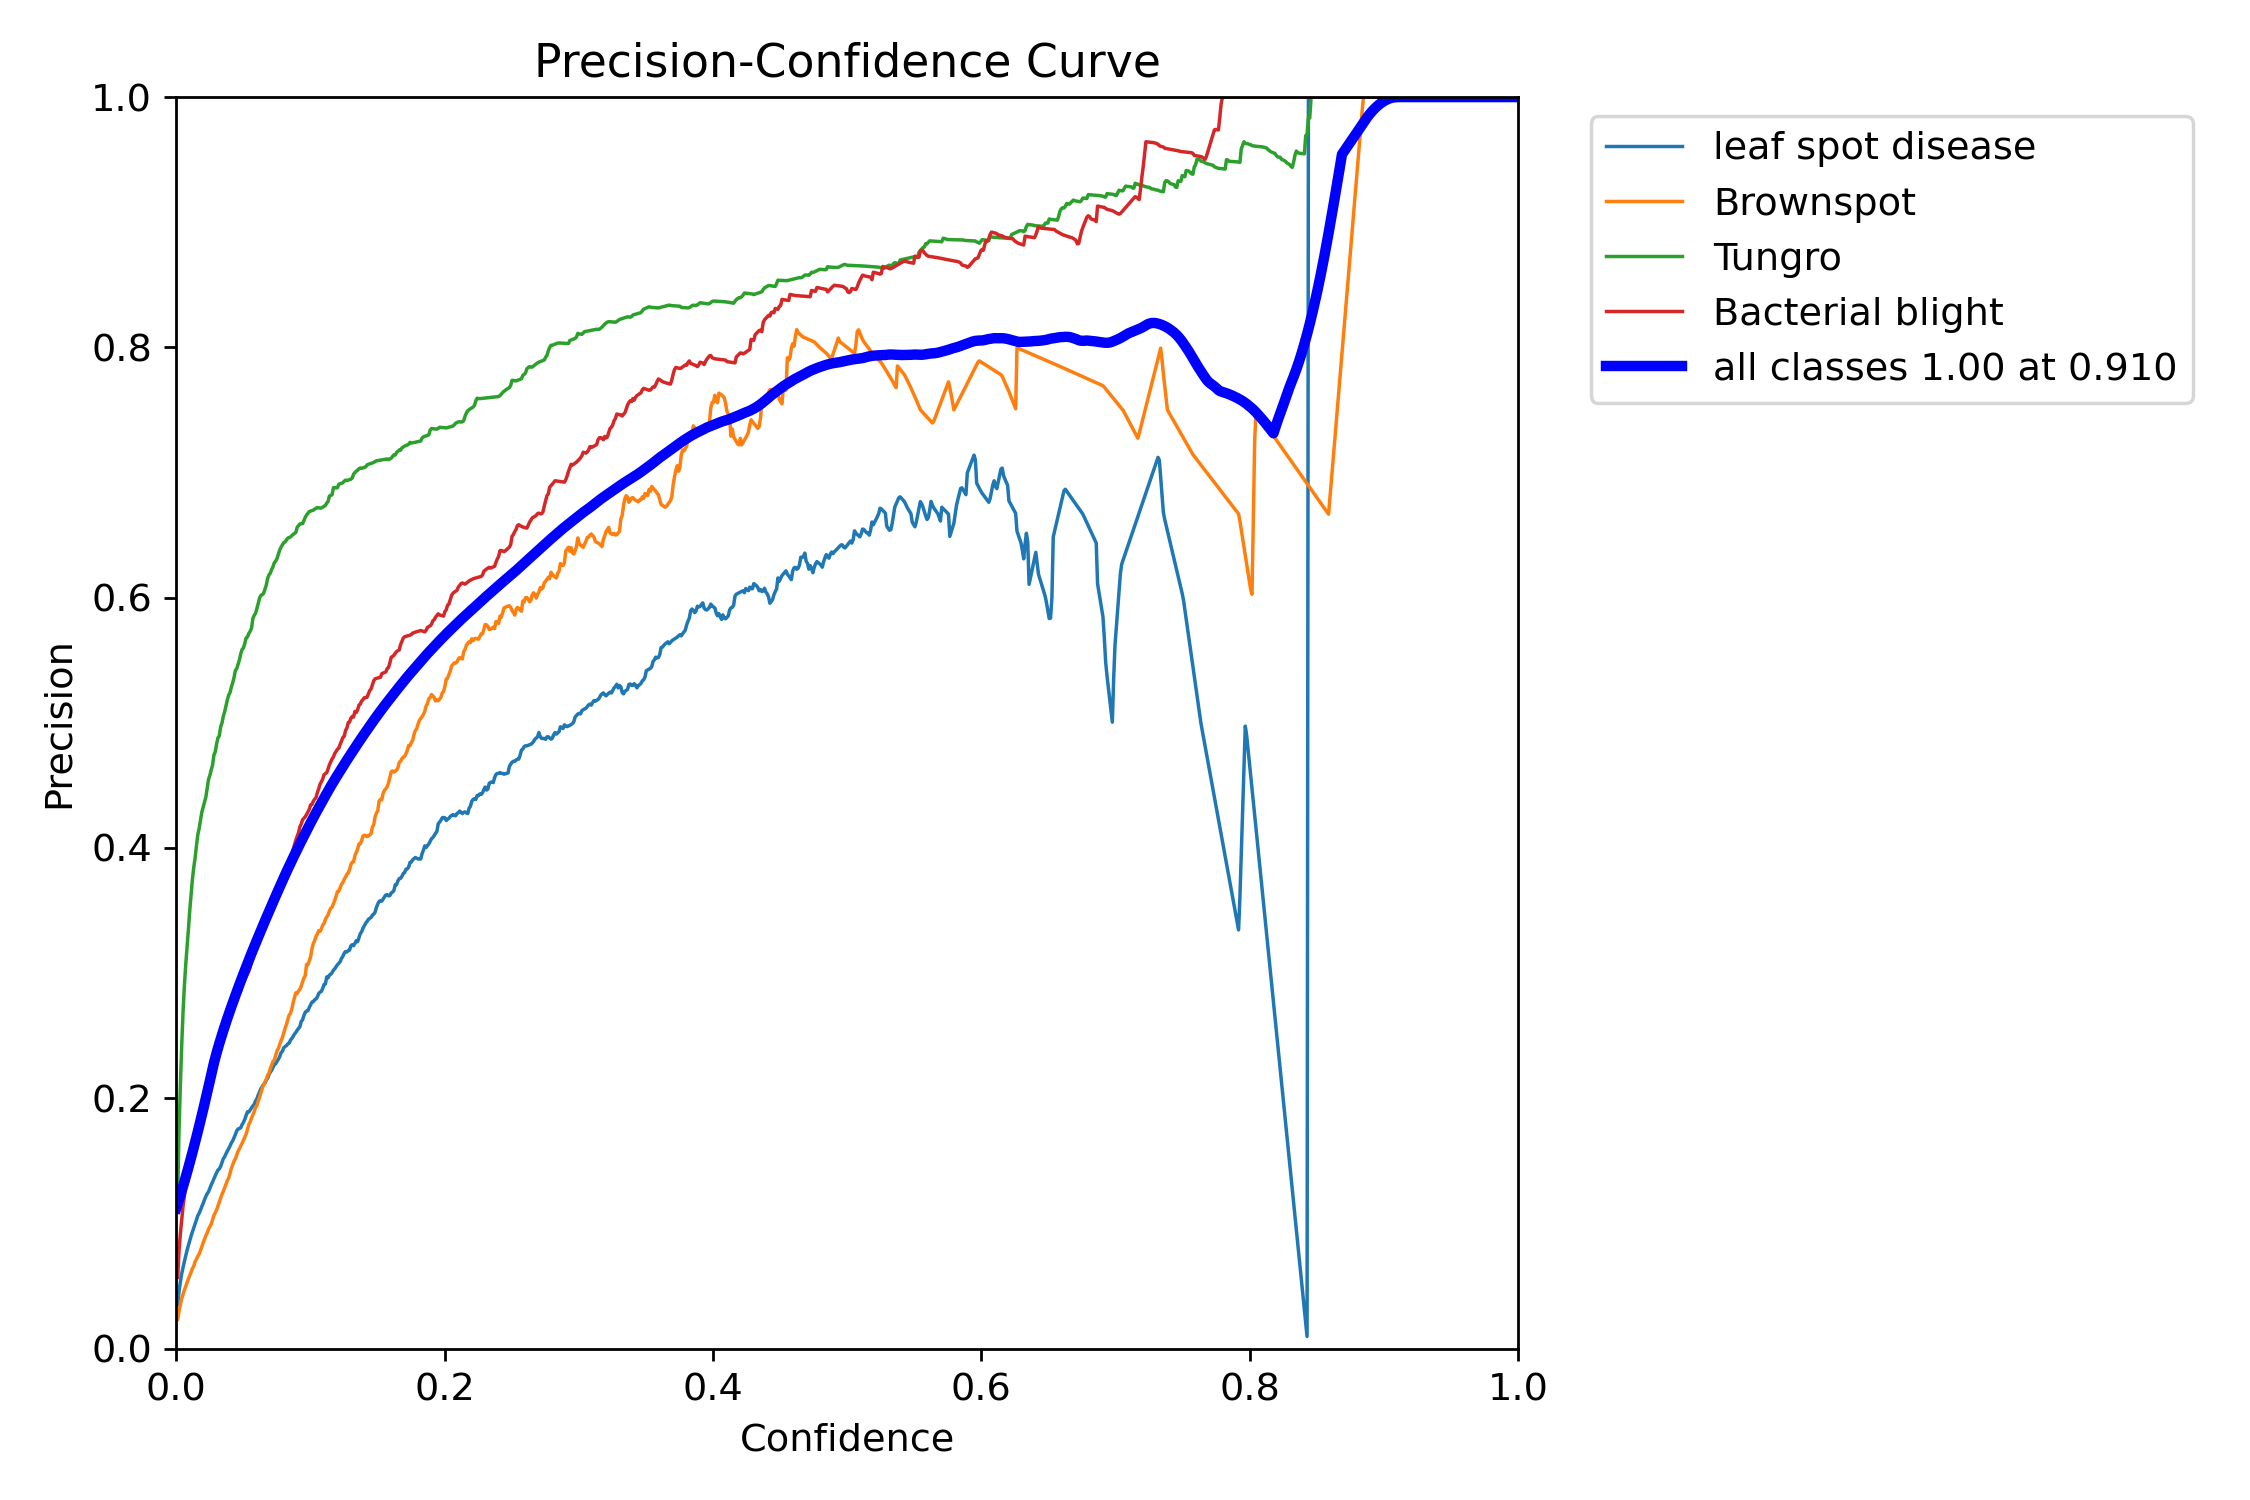 Precision-Confidence Curve
1.0
0.8
0.6
0.4
0.2
0.0
Precision
0.0 0.2 0.4 0.6 0.8 1.0
Confidence
leaf spot disease
Brownspot
Tungro
Bacterial blight
all classes 1.00 at 0.910